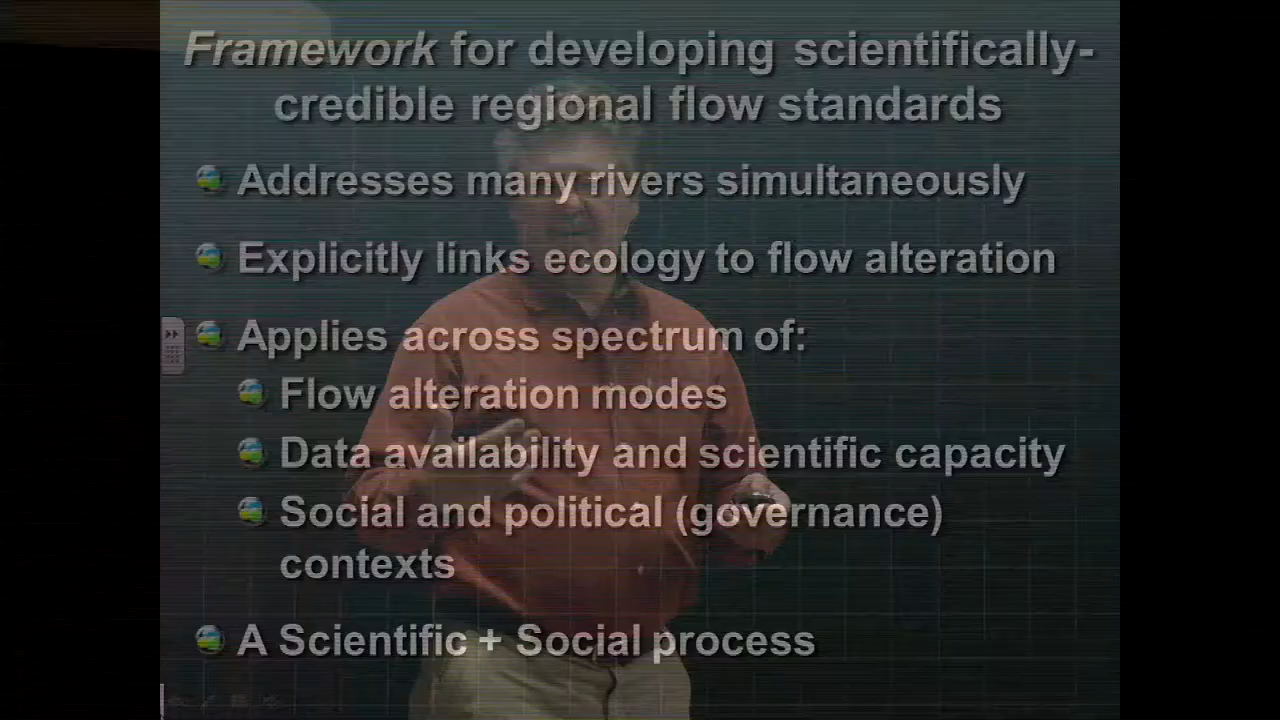 Framework for developing scientifically-
credible regional flow standards
Addresses many rivers simultaneously
Explicitly links ecology to flow alteration
Applies across spectrum of:
Flow alteration modes
Data availability and scientific capacity
Social and political (governance)
contexts
A Scientific + Social process